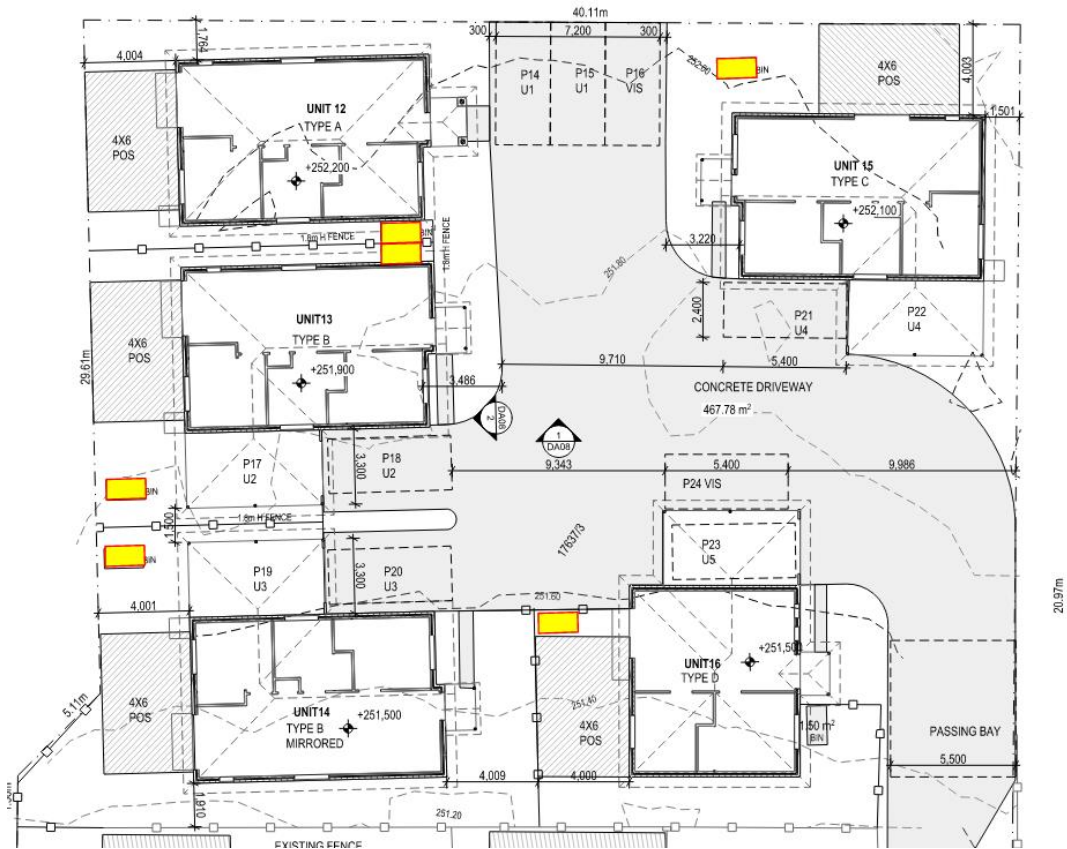 40.11m
300
7,200
300
1,764
4,004
P14
U1
P15
U1
P16
VIS
252.00
BIN
4X6
POS
4,003
1,501
UNIT 12
TYPE A
4X6
POS
+252,200
UNIT 15
TYPE C
+252,100
1.8m H FENCE
BIN
1.8m H FENCE
3,220
251.80
2,400
P21
U4
P22
U4
UNIT13
TYPE B
4X6
POS
+251,900
29.61m
3,486
9,710
5,400
CONCRETE DRIVEWAY
467.78 m²
2
DA08
1
DA08
P17
U2
3,300
P18
U2
9,343
5,400
9,986
P24 VIS
BIN
1.8m H FENCE
1,500
17637/3
P23
U5
BIN
P19
U3
3,300
P20
U3
251.60
4,001
20.97m
+251,500
UNIT16
TYPE D
5.11m
4X6
POS
UNIT14
TYPE B
MIRRORED
+251,500
251.40
4X6
POS
1.50 m²
BIN
PASSING BAY
5,500
4,009
4,000
1,910
251.20
EXISTING FENCE